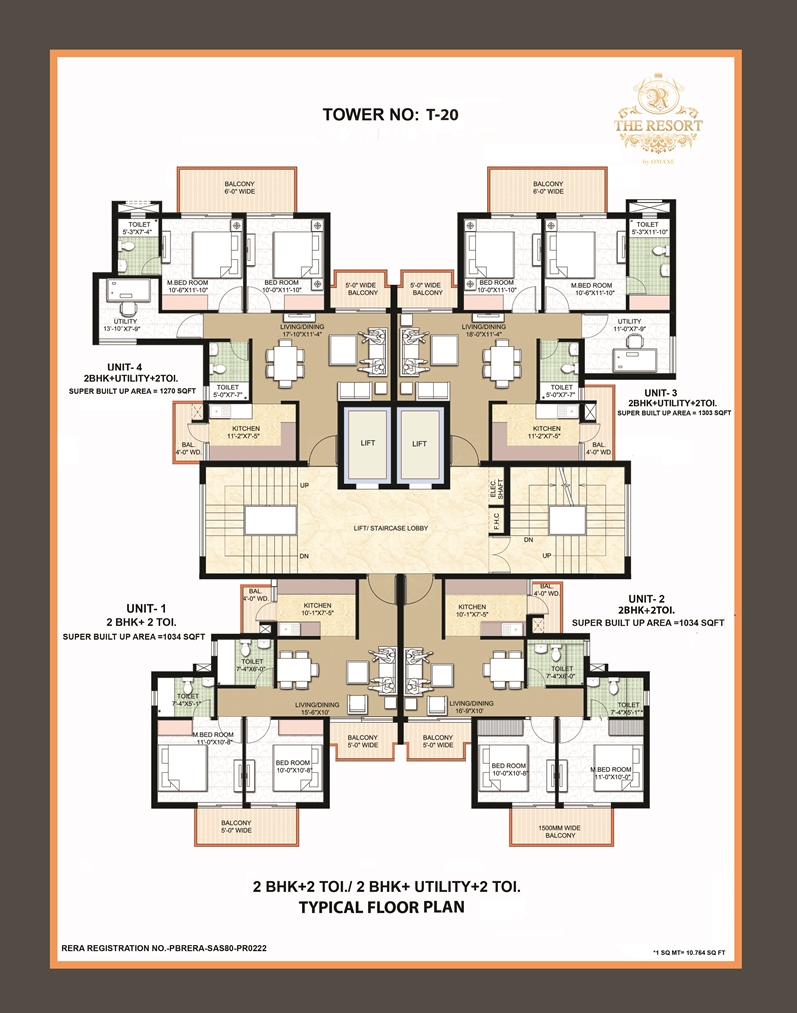 TOWER NO: T-20
R
THE RESORT
by OMAXE
BALCONY
6'-0" WIDE
BALCONY
6'-0" WIDE
TOILET
5'-3"X7'-4"
M.BED ROOM
10'-6"X11'-10"
BED ROOM
10'-0"X11'-10"
5'-0" WIDE
BALCONY
5'-0" WIDE
BALCONY
BED ROOM
10'-0"X11'-10"
M.BED ROOM
10'-6"X11'-10"
TOILET
5'-3"X11'-10"
UTILITY
13'-10"X7'-9"
LIVING/DINING
17'-10"X11'-4"
LIVING/DINING
18'-0"X11'-4"
UTILITY
11'-0"X7'-9"
UNIT- 4
2BHK+UTILITY+2TOI.
SUPER BUILT UP AREA = 1270 SQFT
TOILET
5'-0"X7'-7"
TOILET
5'-0"X7'-7"
UNIT- 3
2BHK+UTILITY+2TOI.
SUPER BUILT UP AREA = 1303 SQFT
BAL.
4'-0" WD.
KITCHEN
11'-2"X7'-5"
LIFT
LIFT
KITCHEN
11'-2"X7'-5"
BAL.
4'-0" WD.
UP
DN
LIFT/ STAIRCASE LOBBY
ELEC.
SHAFT
F.H.C
DN
UP
UNIT- 1
2 BHK+ 2 TOI.
SUPER BUILT UP AREA =1034 SQFT
BAL.
4'-0" WD.
KITCHEN
10'-1"X7'-5"
KITCHEN
10'-1"X7'-5"
BAL.
4'-0" WD.
UNIT- 2
2BHK+2TOI.
SUPER BUILT UP AREA =1034 SQFT
TOILET
7'-4"X6'-0"
TOILET
7'-4"X6'-0"
TOILET
7'-4"X5'-1"
LIVING/DINING
15'-6"X10'
LIVING/DINING
16'-9"X10'
TOILET
7'-4"X5'-1"
M.BED ROOM
11'-0"X10'-8"
BED ROOM
10'-0"X10'-8"
BALCONY
5'-0" WIDE
BALCONY
5'-0" WIDE
BED ROOM
10'-0"X10'-8"
M.BED ROOM
11'-0"X10'-0"
BALCONY
5'-0" WIDE
1500MM WIDE
BALCONY
2 BHK+2 TOI./ 2 BHK+ UTILITY+2 TOI.
TYPICAL FLOOR PLAN
RERA REGISTRATION NO.-PBRERA-SAS80-PR0222
*1 SQ MT= 10.764 SQ FT